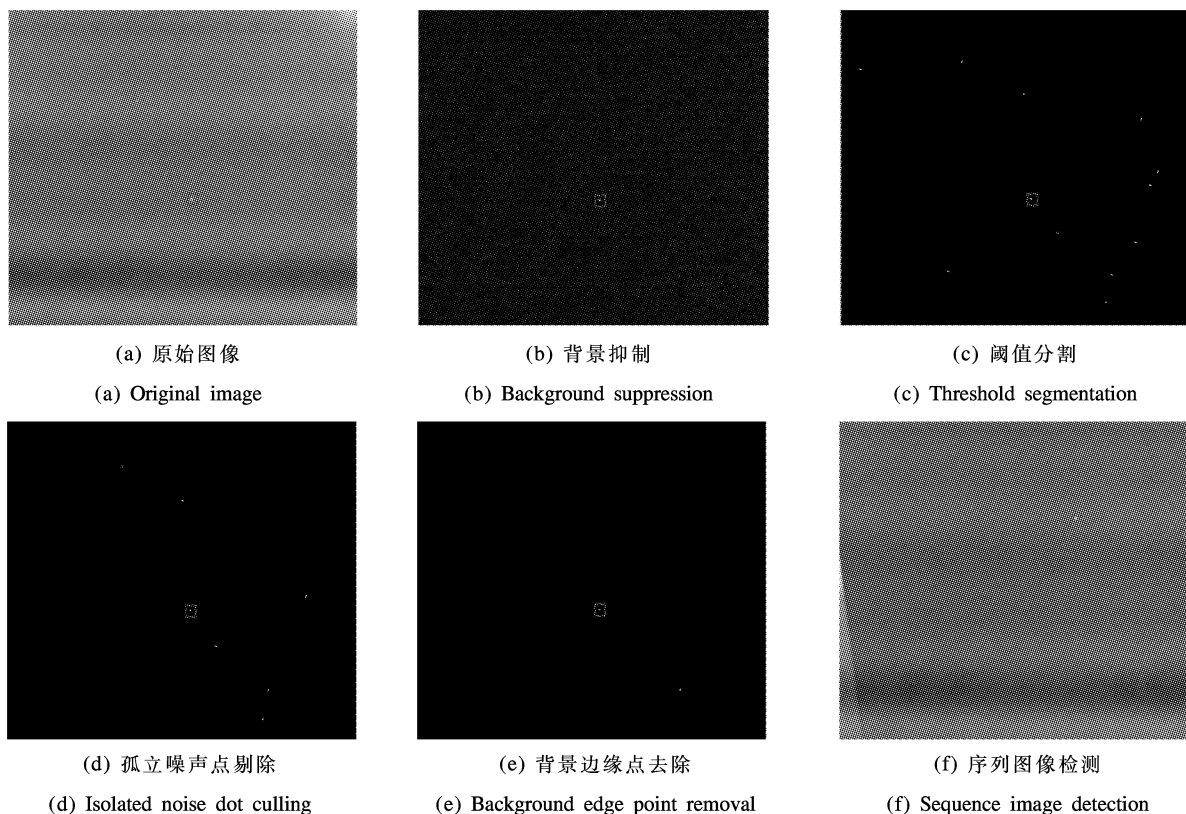 (a) 原始图像
(b) 背景抑制
(c) 阈值分割
(a) Original image
(b) Background suppression
(c) Threshold segmentation
(d) 孤立噪声点剔除
(e) 背景边缘点去除
(f) 序列图像检测
(d) Isolated noise dot culling
(e) Background edge point removal
(f) Sequence image detection